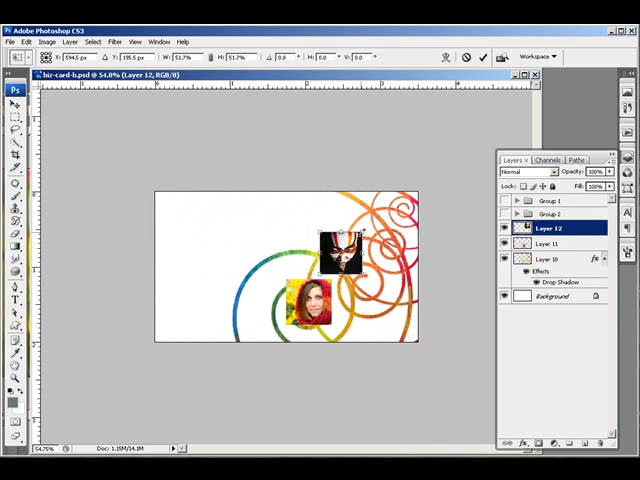 Adobe Photoshop CS3
File Edit Image Layer Select Filter View Window Help
X: 594.5 px Y: 195.5 px W: 51.7% H: 51.7% 0.0 ° H: 0.0 ° V: 0.0 ° Workspace
biz-card-b.psd @ 54.8% (Layer 12, RGB/8)
Ps
Layers × Channels Paths
Normal Opacity: 100%
Lock: Fill: 100%
Group 1
Group 2
Layer 12
Layer 11
Layer 10 fx
Effects
Drop Shadow
Background
54.75% Doc: 1.15M/14.1M